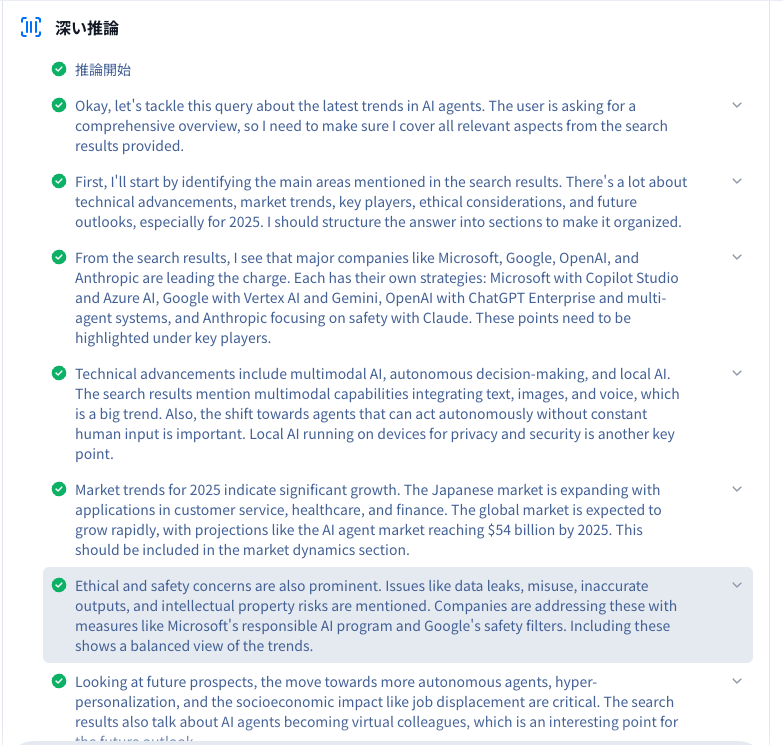 深い推論
推論開始
Okay, let's tackle this query about the latest trends in AI agents. The user is asking for a
comprehensive overview, so I need to make sure I cover all relevant aspects from the search
results provided.
First, I'll start by identifying the main areas mentioned in the search results. There's a lot about
technical advancements, market trends, key players, ethical considerations, and future
outlooks, especially for 2025. I should structure the answer into sections to make it organized.
From the search results, I see that major companies like Microsoft, Google, OpenAI, and
Anthropic are leading the charge. Each has their own strategies: Microsoft with Copilot Studio
and Azure AI, Google with Vertex AI and Gemini, OpenAI with ChatGPT Enterprise and multi-
agent systems, and Anthropic focusing on safety with Claude. These points need to be
highlighted under key players.
Technical advancements include multimodal AI, autonomous decision-making, and local AI.
The search results mention multimodal capabilities integrating text, images, and voice, which
is a big trend. Also, the shift towards agents that can act autonomously without constant
human input is important. Local AI running on devices for privacy and security is another key
point.
Market trends for 2025 indicate significant growth. The Japanese market is expanding with
applications in customer service, healthcare, and finance. The global market is expected to
grow rapidly, with projections like the AI agent market reaching $54 billion by 2025. This
should be included in the market dynamics section.
Ethical and safety concerns are also prominent. Issues like data leaks, misuse, inaccurate
outputs, and intellectual property risks are mentioned. Companies are addressing these with
measures like Microsoft's responsible AI program and Google's safety filters. Including these
shows a balanced view of the trends.
Looking at future prospects, the move towards more autonomous agents, hyper-
personalization, and the socioeconomic impact like job displacement are critical. The search
results also talk about AI agents becoming virtual colleagues, which is an interesting point for
the future outlook.